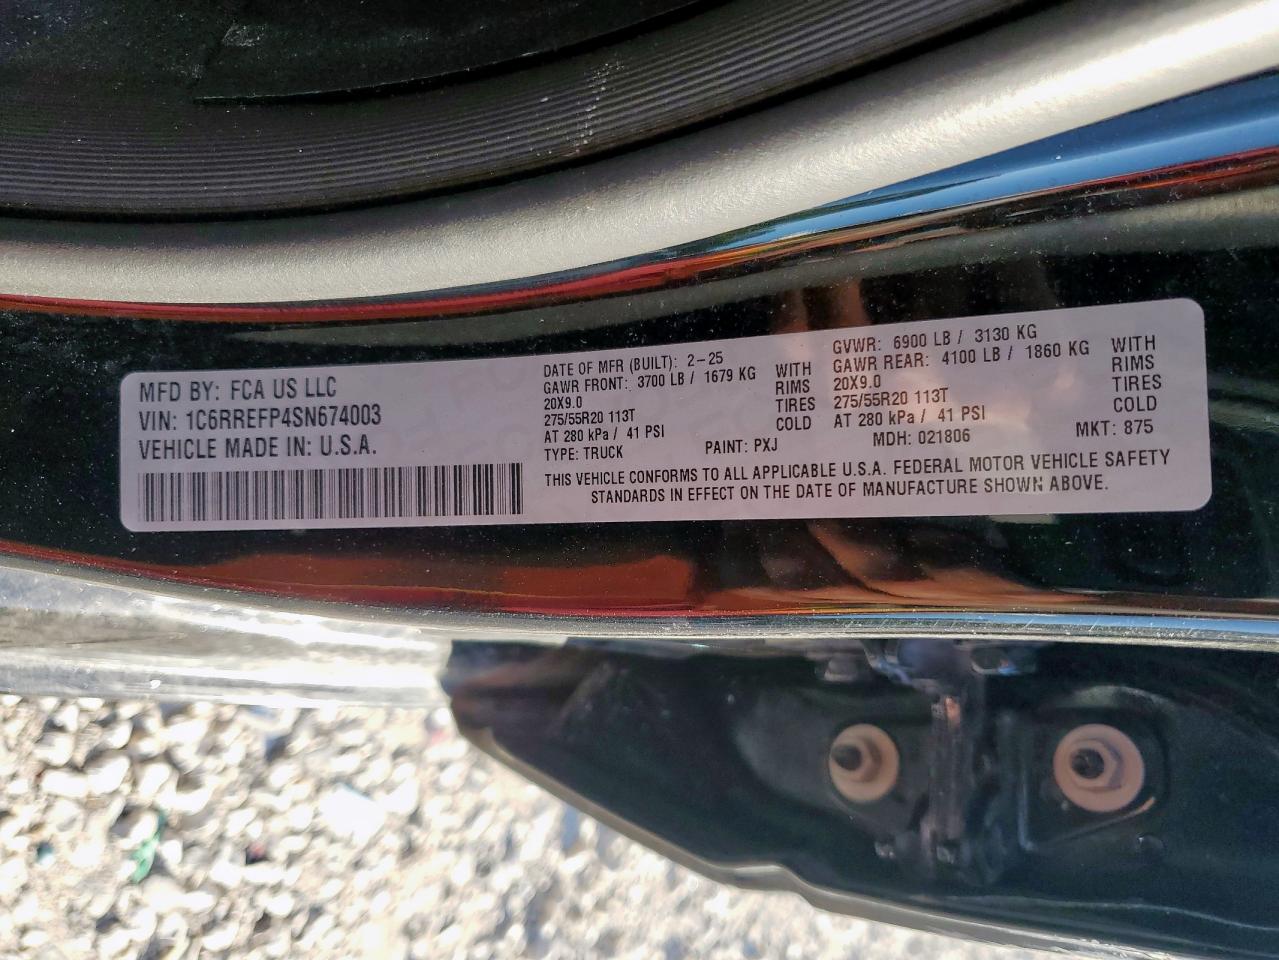 MFD BY: FCA US LLC
VIN: 1C6RREFP4SN674003
VEHICLE MADE IN: U.S.A.
DATE OF MFR (BUILT): 2-25
GAWR FRONT: 3700 LB / 1679 KG WITH
20X9.0 RIMS
275/55R20 113T TIRES
AT 280 kPa / 41 PSI COLD
TYPE: TRUCK PAINT: PXJ
GVWR: 6900 LB / 3130 KG
GAWR REAR: 4100 LB / 1860 KG WITH
20X9.0 RIMS
275/55R20 113T TIRES
AT 280 kPa / 41 PSI COLD
MDH: 021806 MKT: 875
THIS VEHICLE CONFORMS TO ALL APPLICABLE U.S.A. FEDERAL MOTOR VEHICLE SAFETY
STANDARDS IN EFFECT ON THE DATE OF MANUFACTURE SHOWN ABOVE.